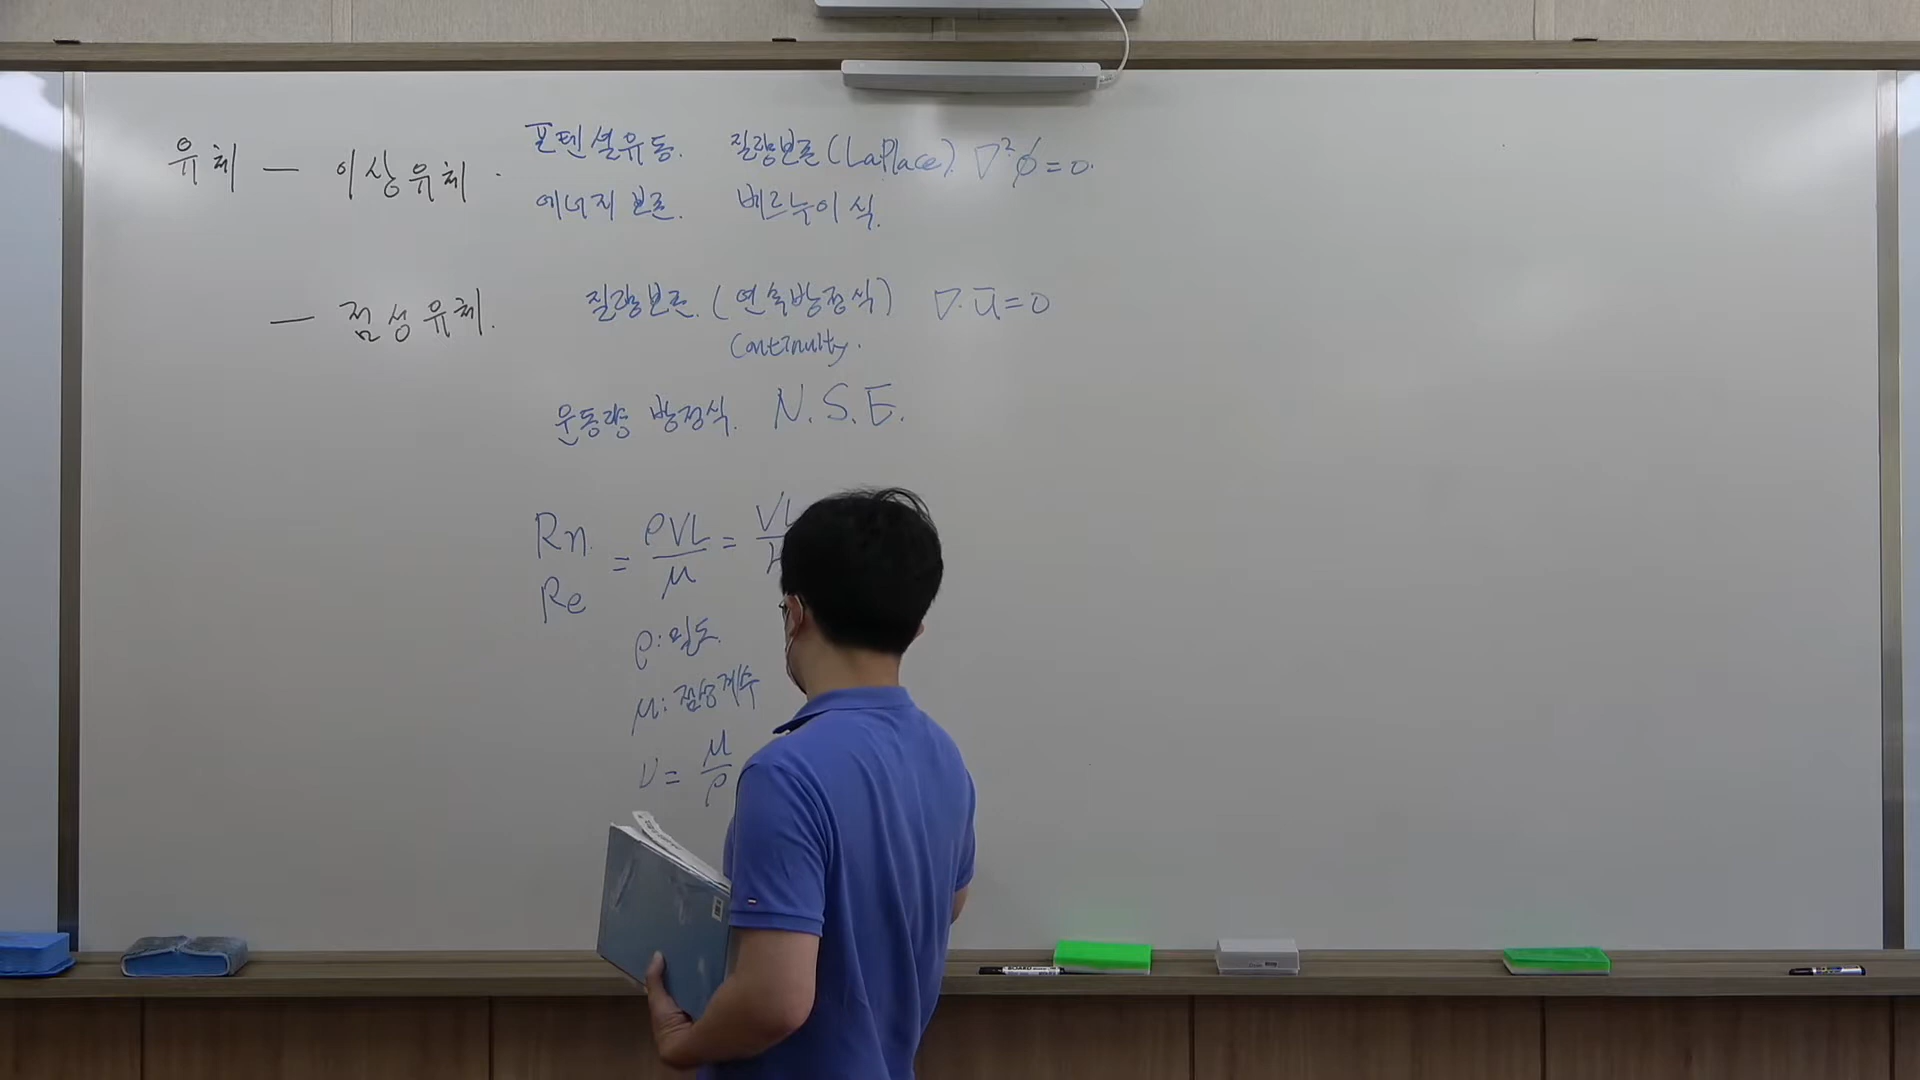 유체 — 이상유체. 포텐셜유동. 질량보존(LaPlace). ∇²ϕ=0.
에너지 보존. 베르누이 식.
— 점성유체. 질량보존. (연속방정식) ∇·u̅=0
Continuity.
운동량 방정식. N.S.E.
Rn = ρVL/μ = VL
Re
ρ: 밀도.
μ: 점성계수
ν = μ/ρ
BOARD